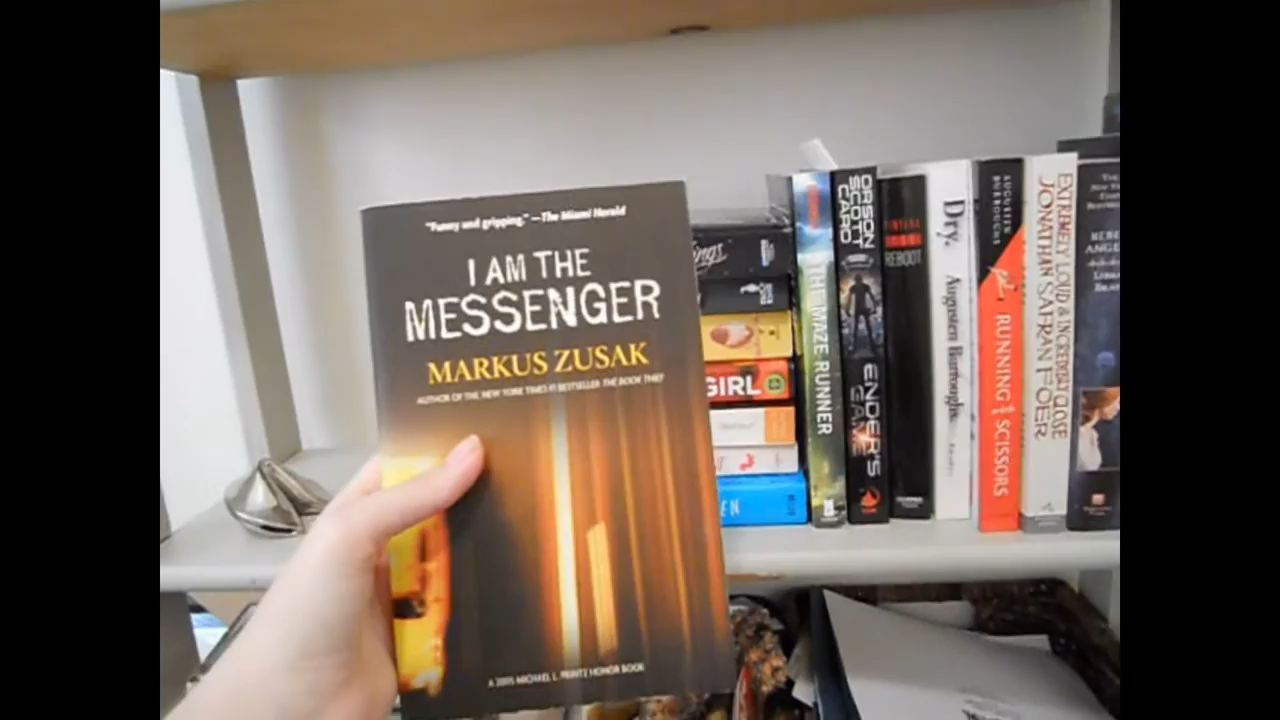 "Funny and gripping." —The Miami Herald
I AM THE
MESSENGER
MARKUS ZUSAK
AUTHOR OF THE NEW YORK TIMES #1 BESTSELLER THE BOOK THIEF
A 2005 MICHAEL L. PRINTZ HONOR BOOK
GIRL
THE MAZE RUNNER
ORSON
SCOTT
CARD
ENDER'S
GAME
REBOOT
Dry.
Augusten Burroughs
AUGUSTEN
BURROUGHS
RUNNING with SCISSORS
EXTREMELY LOUD & INCREDIBLY CLOSE
JONATHAN SAFRAN FOER